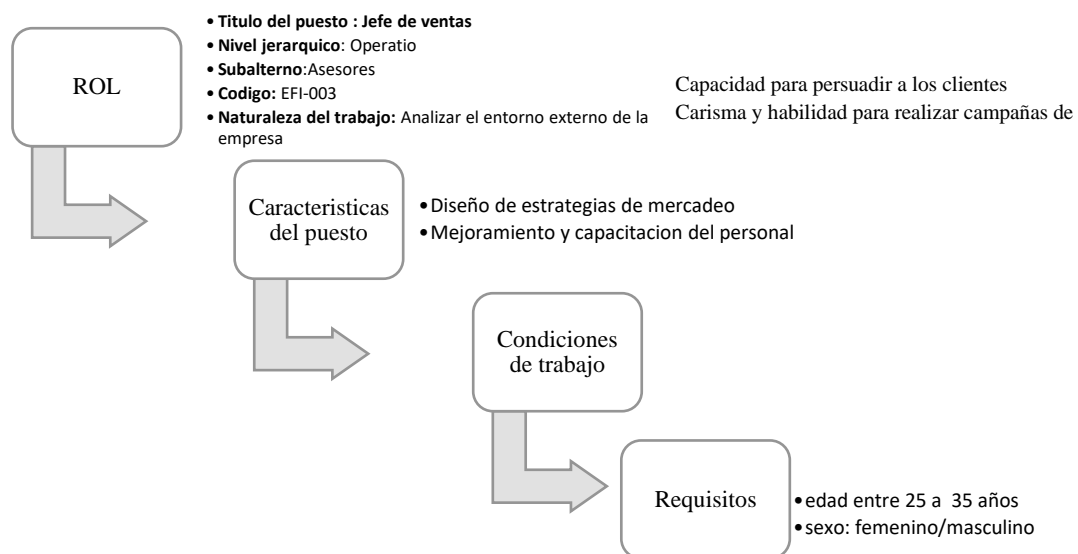 ROL
• Titulo del puesto : Jefe de ventas
• Nivel jerarquico: Operatio
• Subalterno:Asesores
• Codigo: EFI-003
• Naturaleza del trabajo: Analizar el entorno externo de la
empresa
Capacidad para persuadir a los clientes
Carisma y habilidad para realizar campañas de
Caracteristicas
del puesto
• Diseño de estrategias de mercadeo
• Mejoramiento y capacitacion del personal
Condiciones
de trabajo
Requisitos
• edad entre 25 a 35 años
• sexo: femenino/masculino